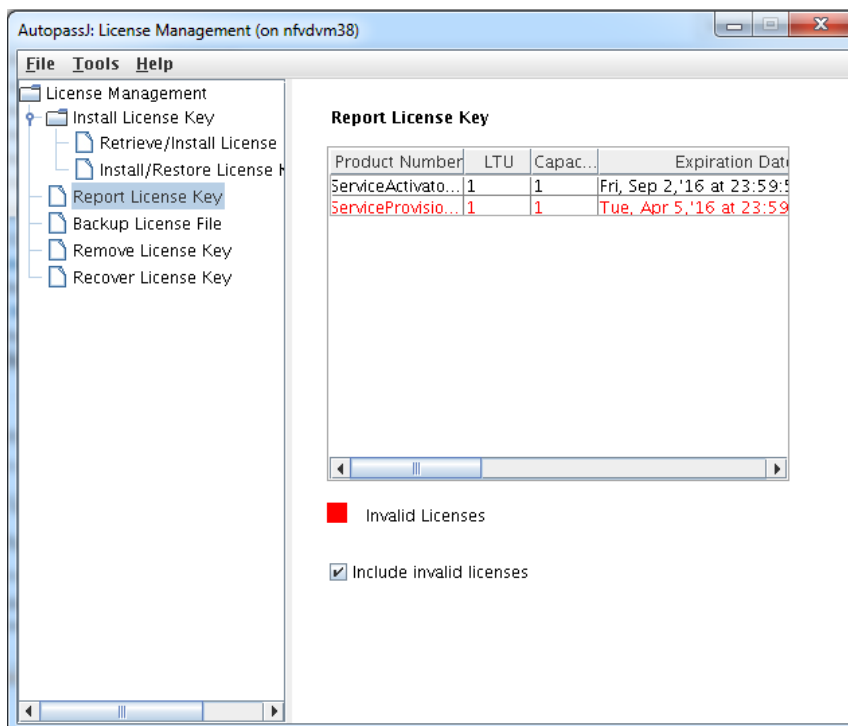 AutopassJ: License Management (on nfvdvm38)
File Tools Help
License Management
Install License Key
Retrieve/Install License
Install/Restore License K
Report License Key
Backup License File
Remove License Key
Recover License Key
Report License Key
Product Number LTU Capac... Expiration Date
ServiceActivato... 1 1 Fri, Sep 2,'16 at 23:59:5
ServiceProvisio... 1 1 Tue, Apr 5,'16 at 23:59
Invalid Licenses
Include invalid licenses